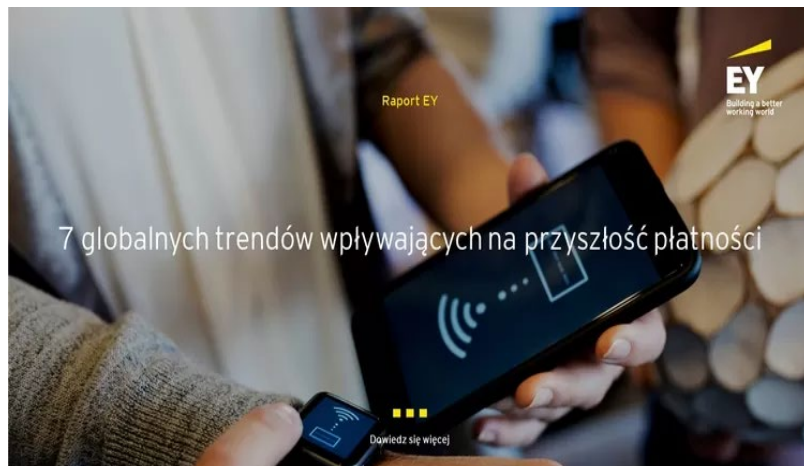 Raport EY
EY
Building a better
working world
7 globalnych trendów wpływających na przyszłość płatności
Dowiedz się więcej